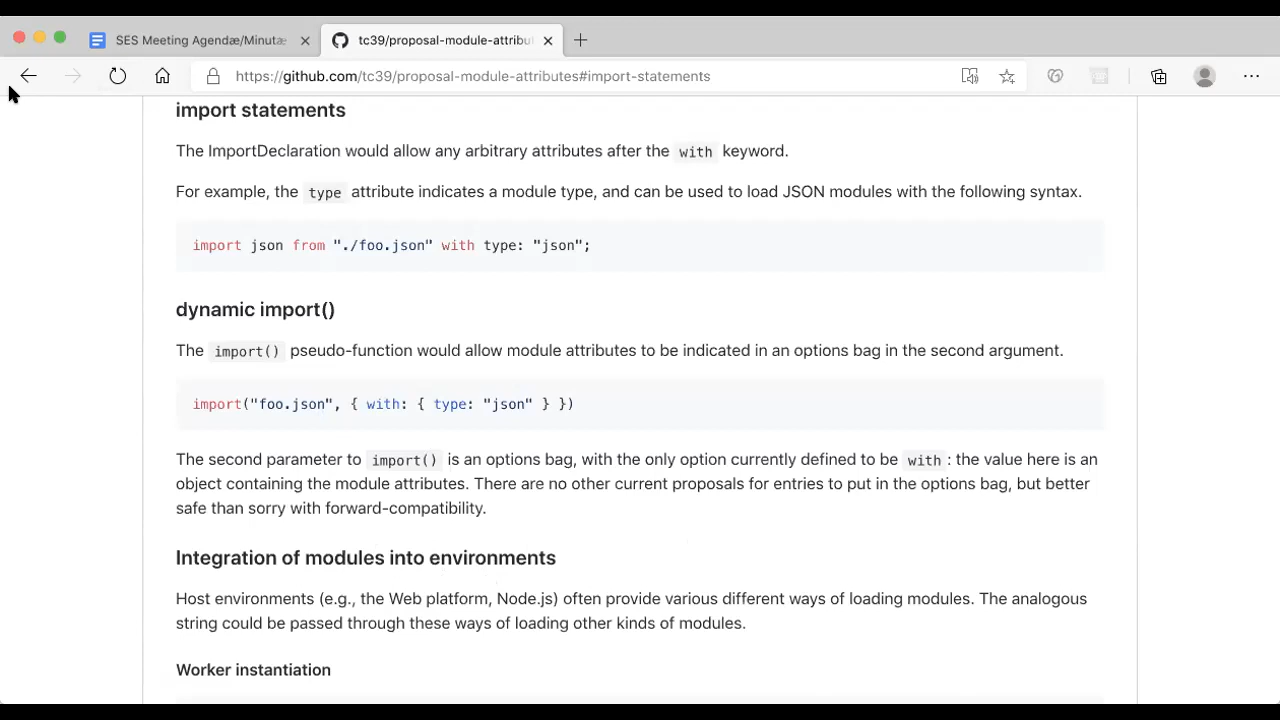 SES Meeting Agendæ/Minutæ
tc39/proposal-module-attribu
https://github.com/tc39/proposal-module-attributes#import-statements
import statements
The ImportDeclaration would allow any arbitrary attributes after the with keyword.
For example, the type attribute indicates a module type, and can be used to load JSON modules with the following syntax.
import json from "./foo.json" with type: "json";
dynamic import()
The import() pseudo-function would allow module attributes to be indicated in an options bag in the second argument.
import("foo.json", { with: { type: "json" } })
The second parameter to import() is an options bag, with the only option currently defined to be with : the value here is an
object containing the module attributes. There are no other current proposals for entries to put in the options bag, but better
safe than sorry with forward-compatibility.
Integration of modules into environments
Host environments (e.g., the Web platform, Node.js) often provide various different ways of loading modules. The analogous
string could be passed through these ways of loading other kinds of modules.
Worker instantiation